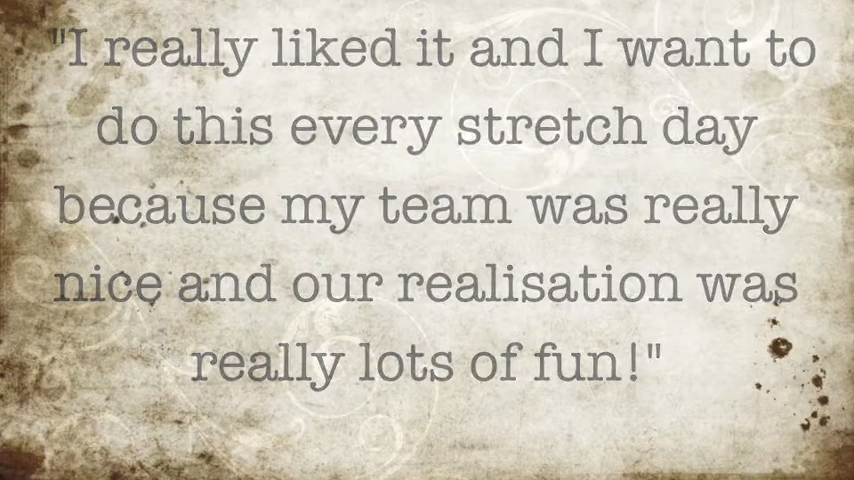 "I really liked it and I want to
do this every stretch day
because my team was really
nice and our realisation was
really lots of fun!"